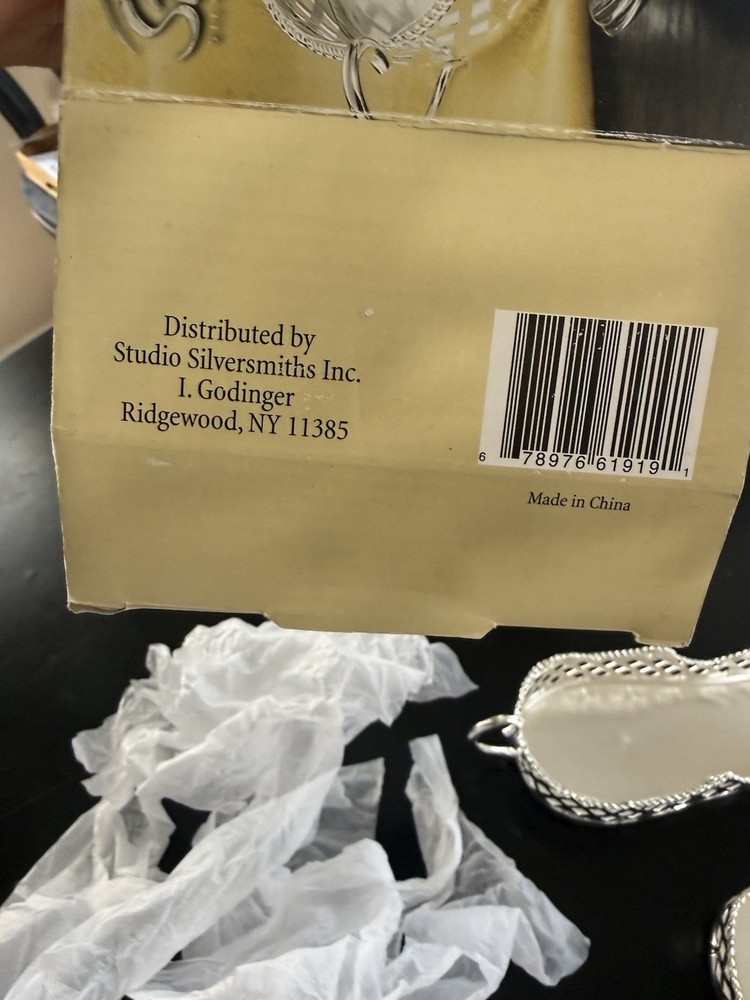 Distributed by
Studio Silversmiths Inc.
I. Godinger
Ridgewood, NY 11385
6 78976 61919 1
Made in China